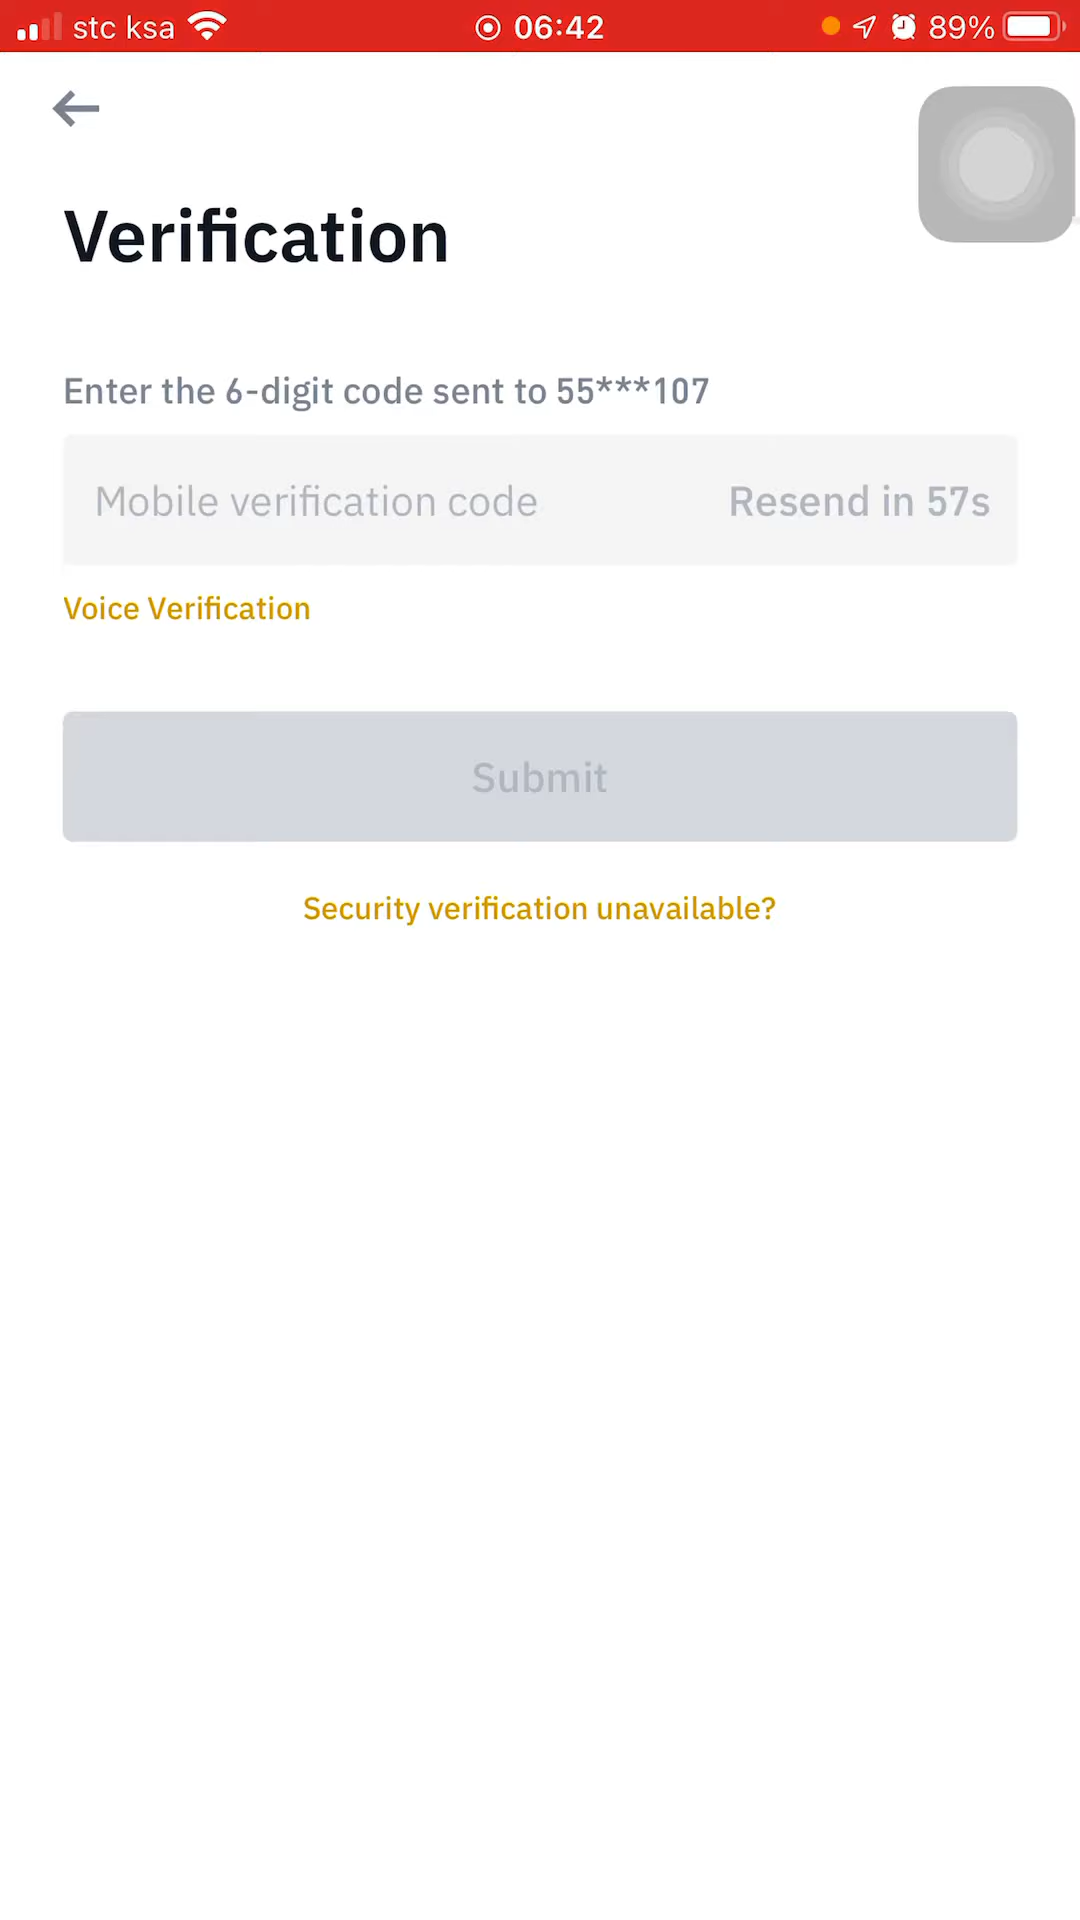 stc ksa 06:42 89%
Verification
Enter the 6-digit code sent to 55***107
Mobile verification code Resend in 57s
Voice Verification
Submit
Security verification unavailable?